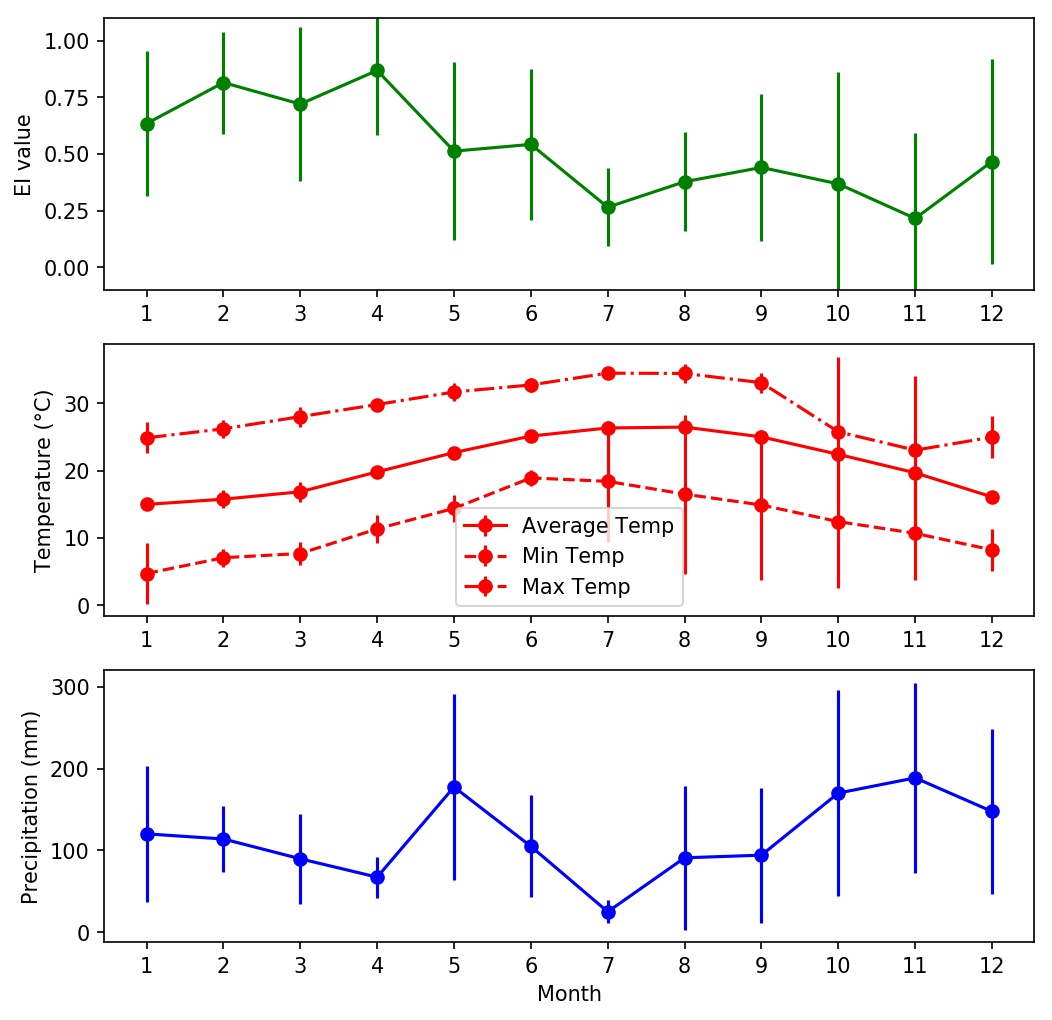 1.00
0.75
0.50
0.25
0.00
EI value
1 2 3 4 5 6 7 8 9 10 11 12
30
20
10
0
Temperature (°C)
Average Temp
Min Temp
Max Temp
1 2 3 4 5 6 7 8 9 10 11 12
300
200
100
0
Precipitation (mm)
1 2 3 4 5 6 7 8 9 10 11 12
Month